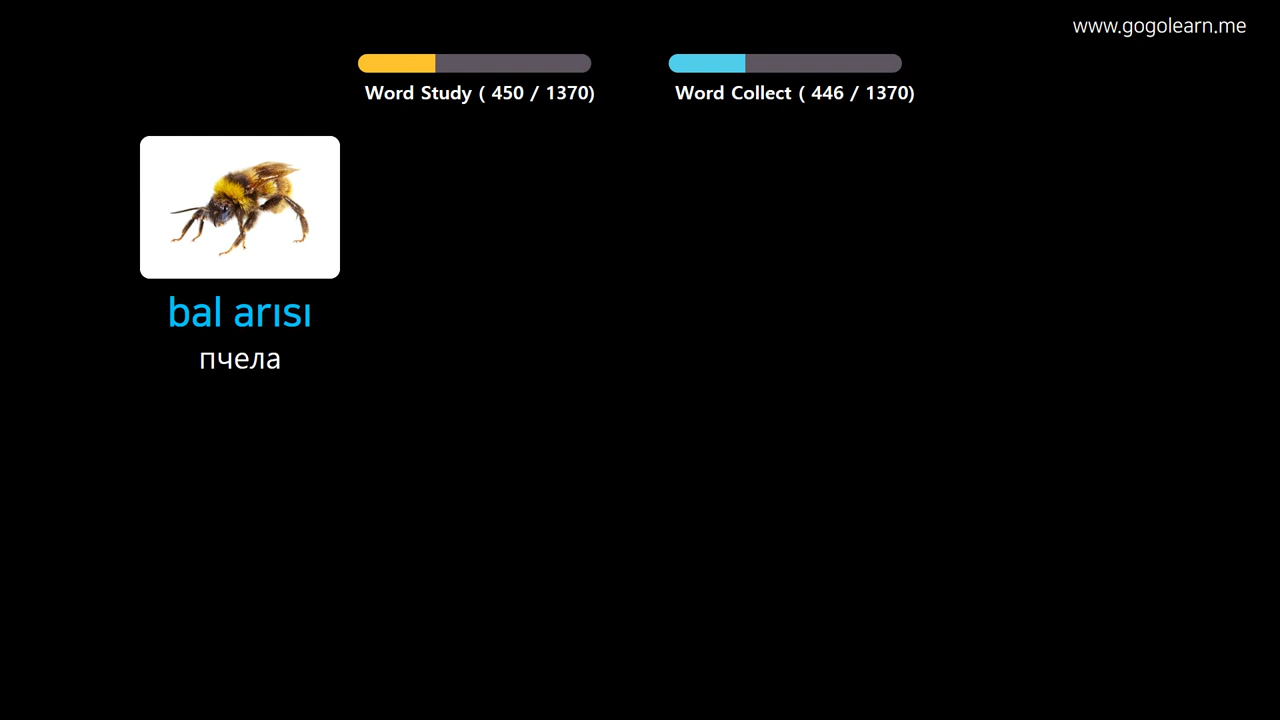 www.gogolearn.me
Word Study ( 450 / 1370)
Word Collect ( 446 / 1370)
bal arısı
пчела